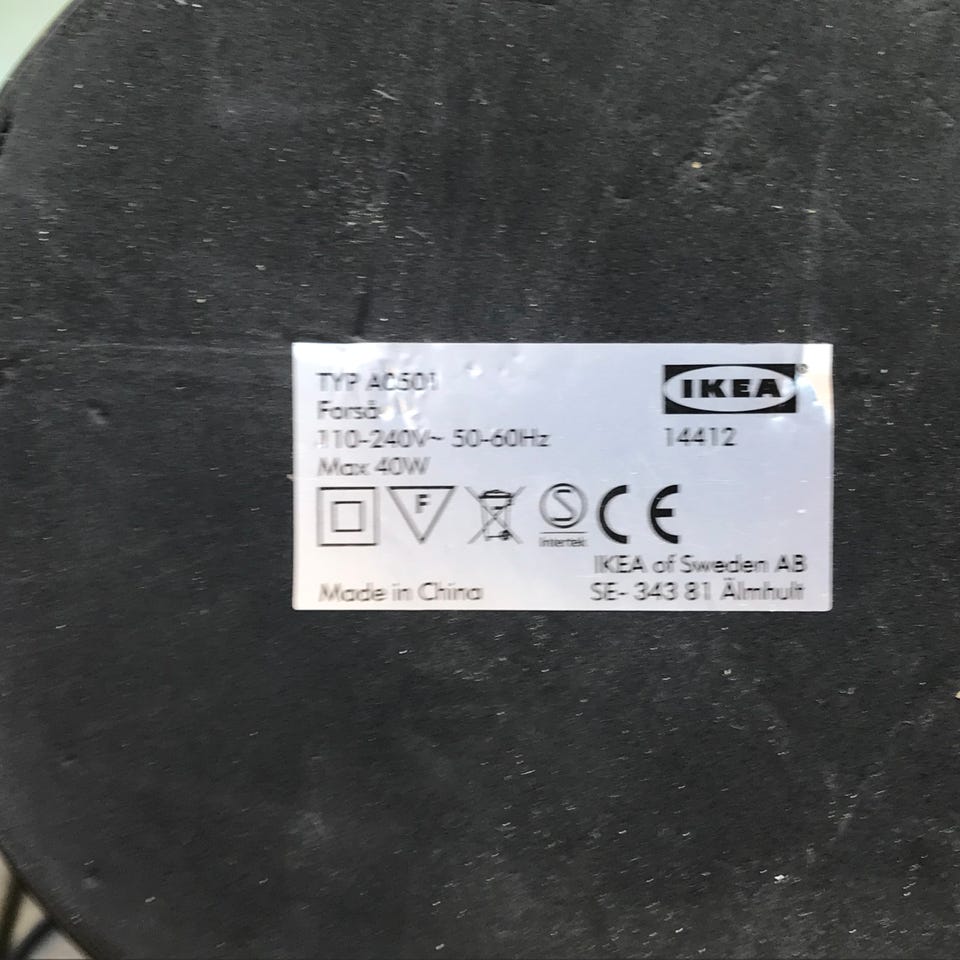 TYP A0501
Forså
110-240V~ 50-60Hz
Max 40W
IKEA®
14412
F
S
Intertek
CE
IKEA of Sweden AB
SE- 343 81 Älmhult
Made in China